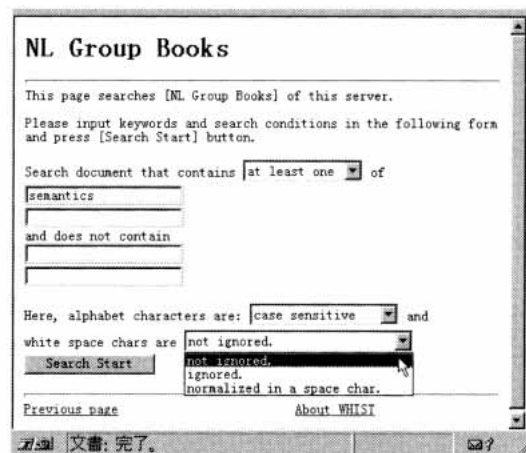 NL Group Books
This page searches [NL Group Books] of this server.
Please input keywords and search conditions in the following form
and press [Search Start] button.
Search document that contains at least one of
semantics
and does not contain
Here, alphabet characters are: case sensitive and
white space chars are not ignored.
Search Start
not ignored.
ignored.
normalized in a space char.
Previous page About WHIST
文書: 完了。